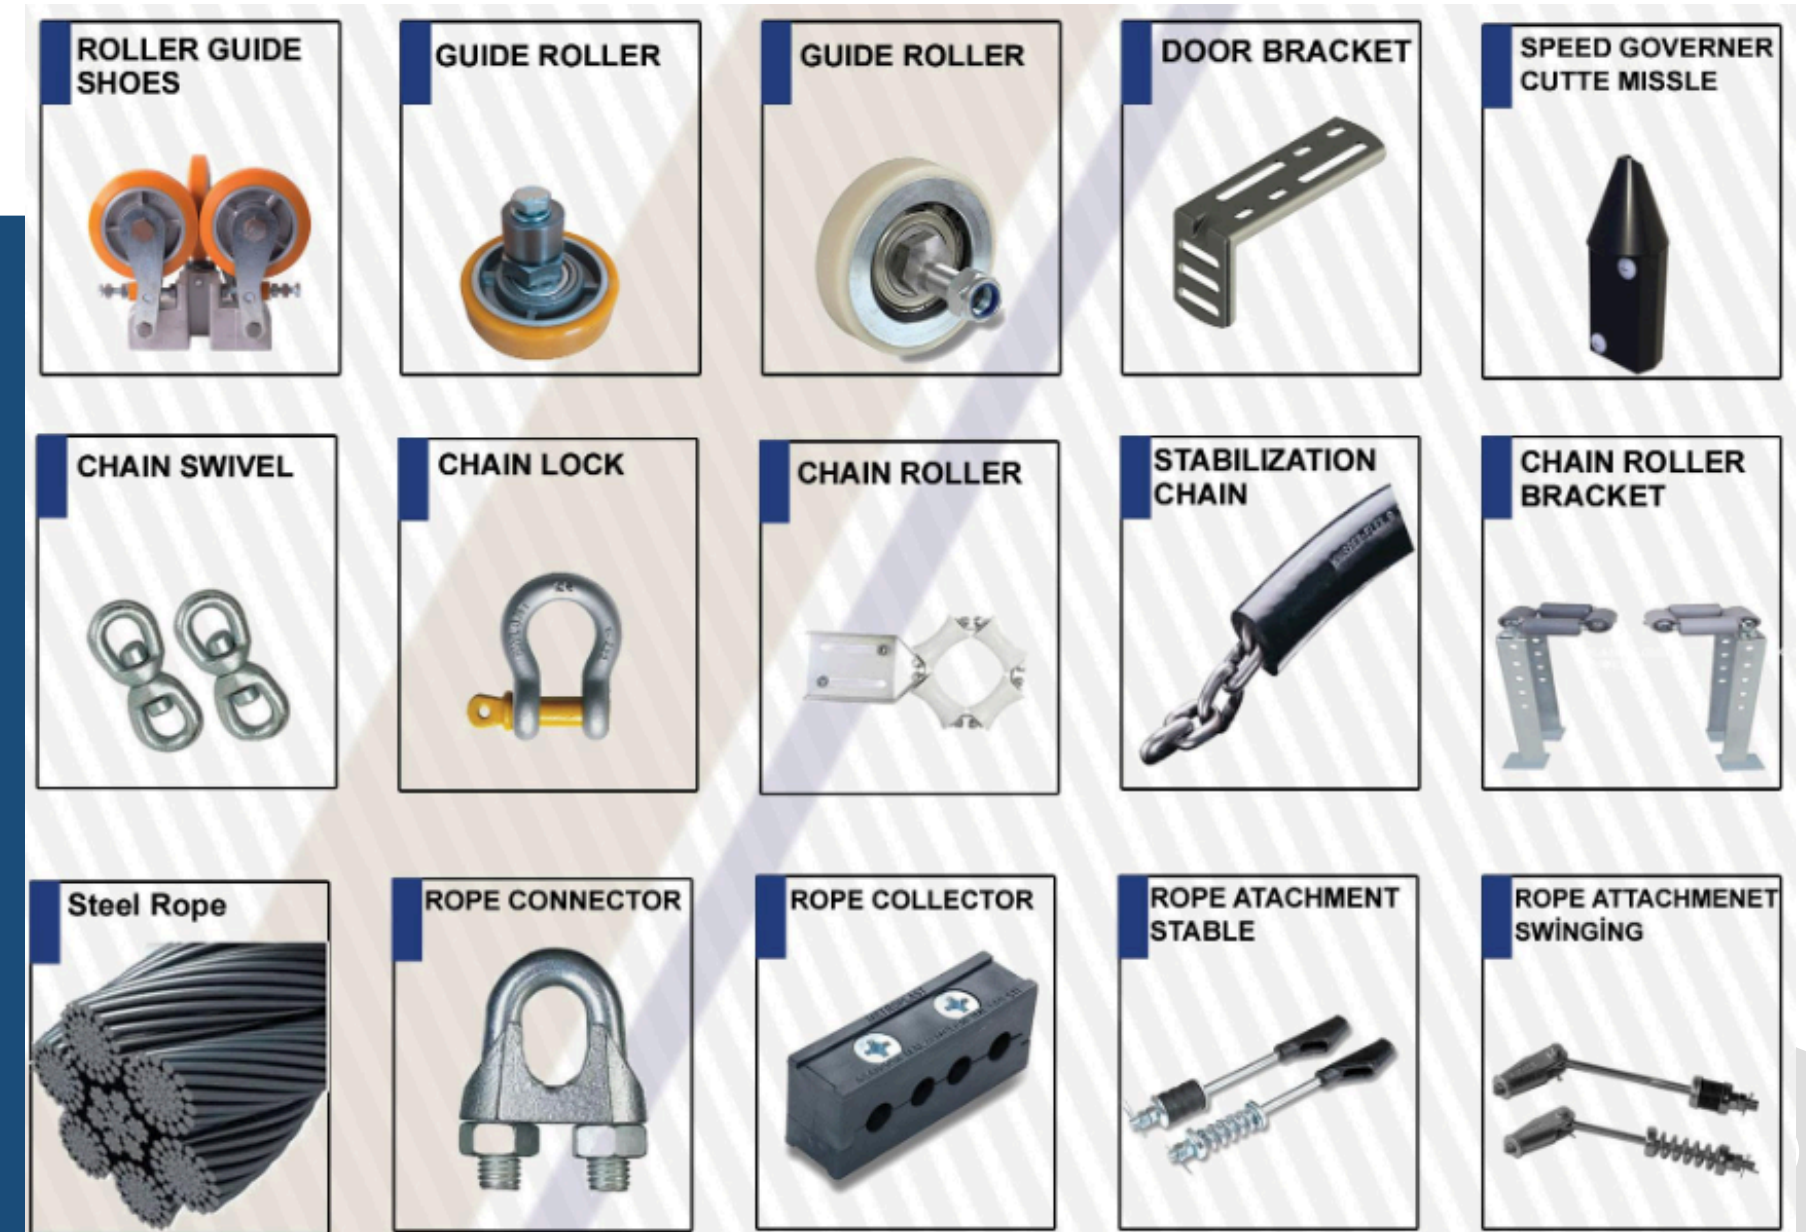 ROLLER GUIDE
SHOES
GUIDE ROLLER
GUIDE ROLLER
DOOR BRACKET
SPEED GOVERNER
CUTTE MISSLE
CHAIN SWIVEL
CHAIN LOCK
CHAIN ROLLER
STABILIZATION
CHAIN
CHAIN ROLLER
BRACKET
Steel Rope
ROPE CONNECTOR
ROPE COLLECTOR
ROPE ATACHMENT
STABLE
ROPE ATTACHMENET
SWİNGİNG